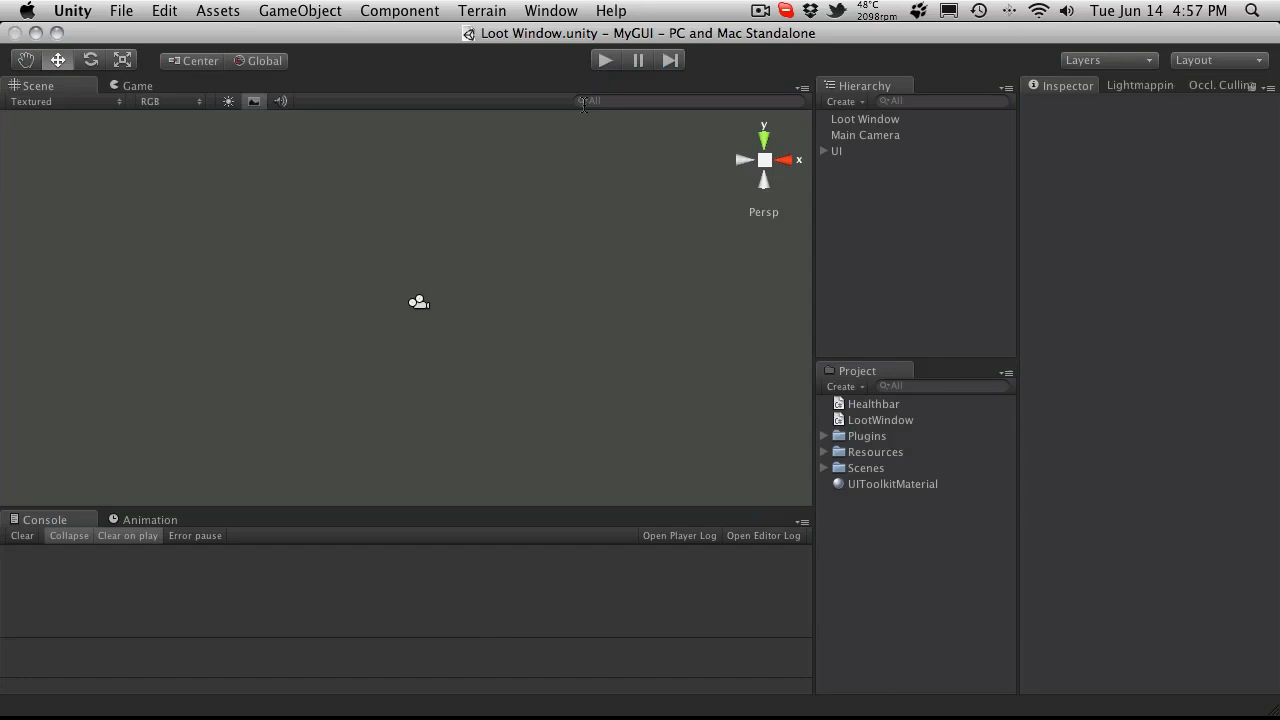 Unity File Edit Assets GameObject Component Terrain Window Help 48°C 2098rpm Tue Jun 14 4:57 PM
Loot Window.unity – MyGUI – PC and Mac Standalone
Center Global Layers Layout
Scene Game
Textured RGB All
y
x
Persp
Hierarchy
Create All
Loot Window
Main Camera
UI
Inspector Lightmappin Occl. Culling
Project
Create All
Healthbar
LootWindow
Plugins
Resources
Scenes
UIToolkitMaterial
Console Animation
Clear Collapse Clear on play Error pause Open Player Log Open Editor Log